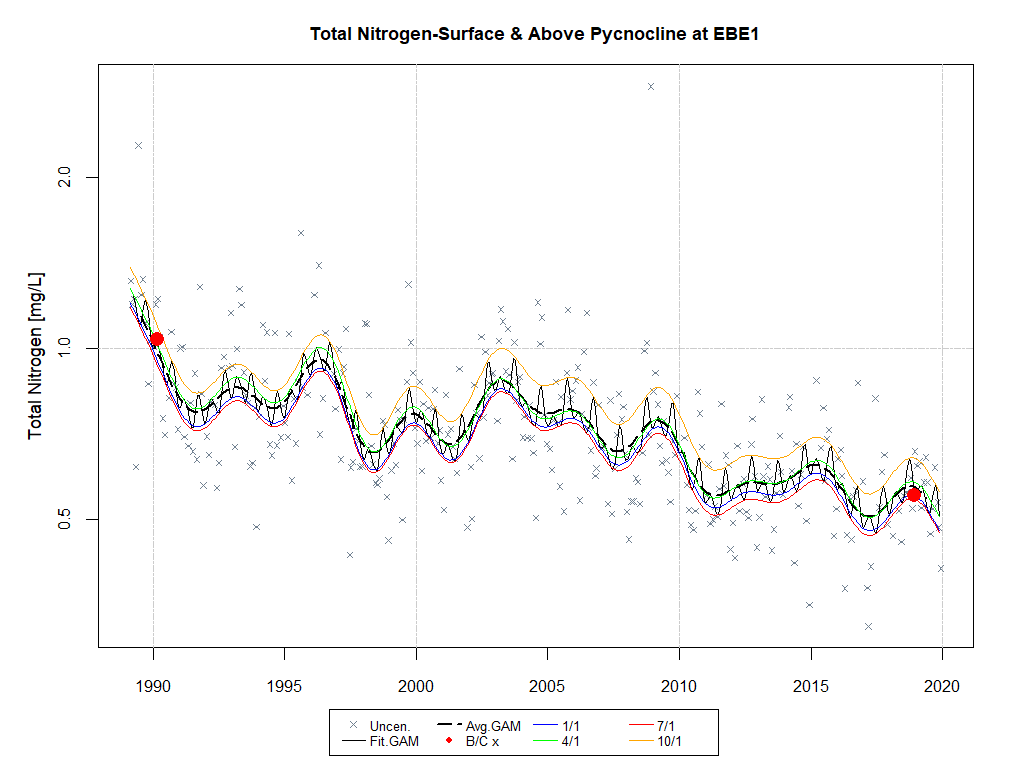 Total Nitrogen-Surface & Above Pycnocline at EBE1
Total Nitrogen [mg/L]
2.0
1.0
0.5
1990 1995 2000 2005 2010 2015 2020
Uncen. Avg.GAM 1/1 7/1
Fit.GAM B/C x 4/1 10/1